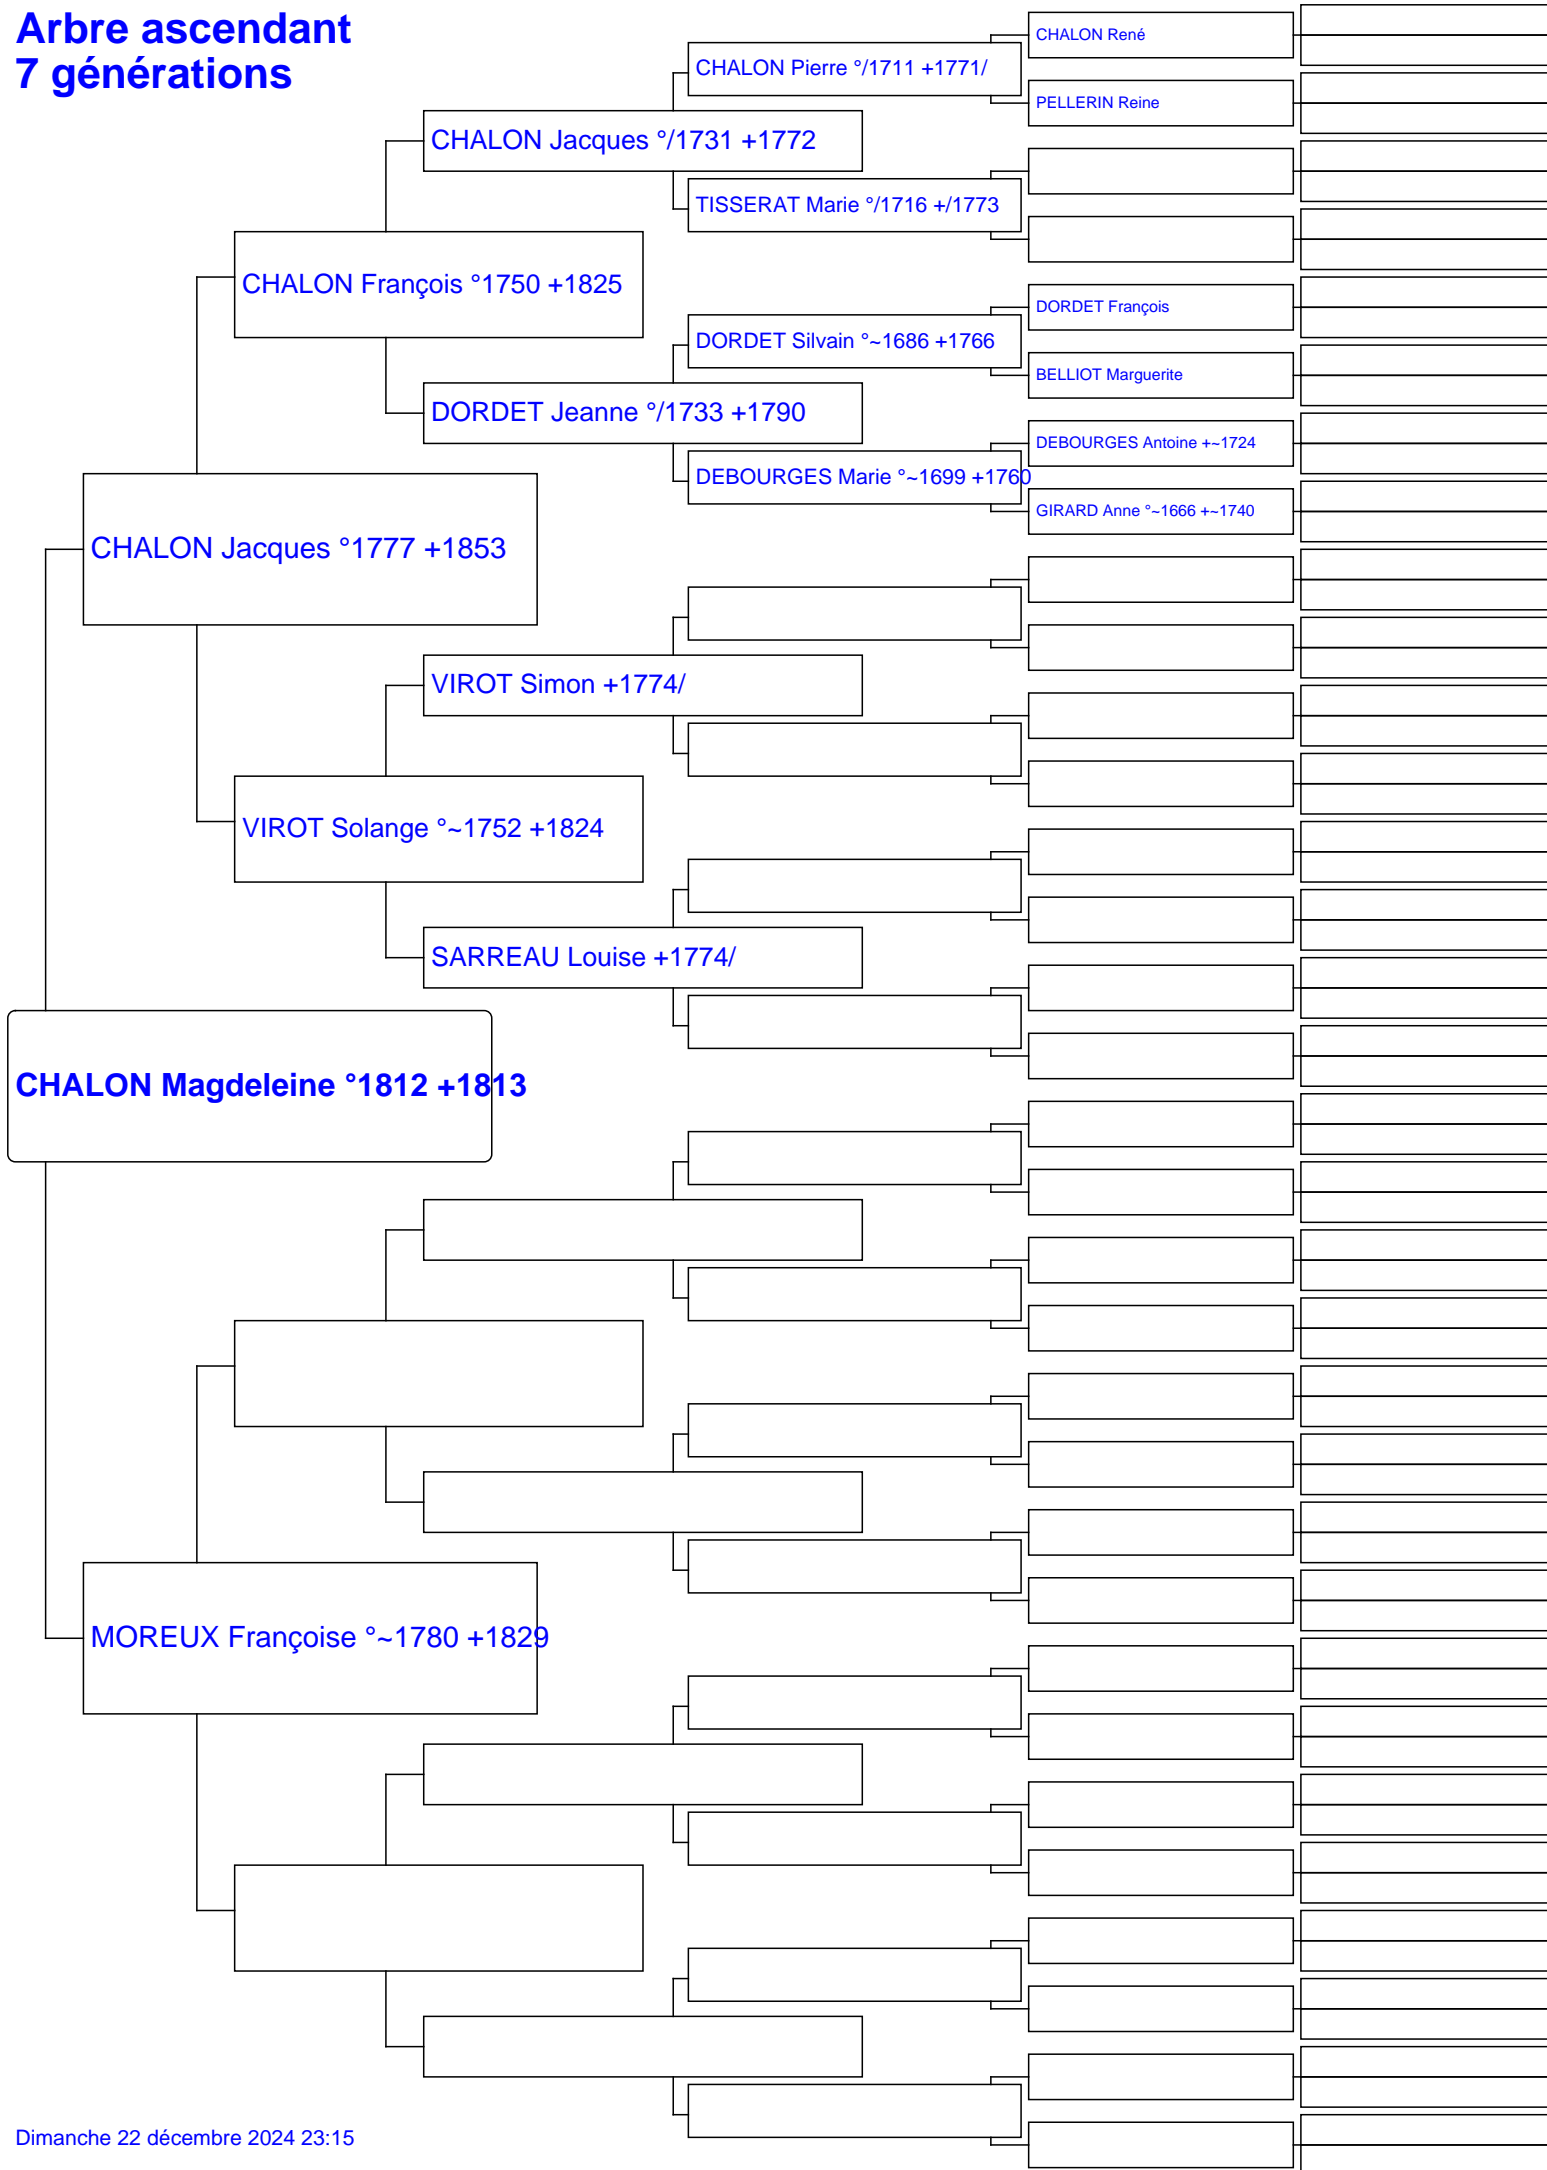 Arbre ascendant
7 générations
CHALON René
CHALON Pierre °/1711 +1771/
PELLERIN Reine
CHALON Jacques °/1731 +1772
TISSERAT Marie °/1716 +/1773
CHALON François °1750 +1825
DORDET François
DORDET Silvain °~1686 +1766
BELLIOT Marguerite
DORDET Jeanne °/1733 +1790
DEBOURGES Antoine +~1724
DEBOURGES Marie °~1699 +1760
GIRARD Anne °~1666 +~1740
CHALON Jacques °1777 +1853
VIROT Simon +1774/
VIROT Solange °~1752 +1824
SARREAU Louise +1774/
CHALON Magdeleine °1812 +1813
MOREUX Françoise °~1780 +1829
Dimanche 22 décembre 2024 23:15